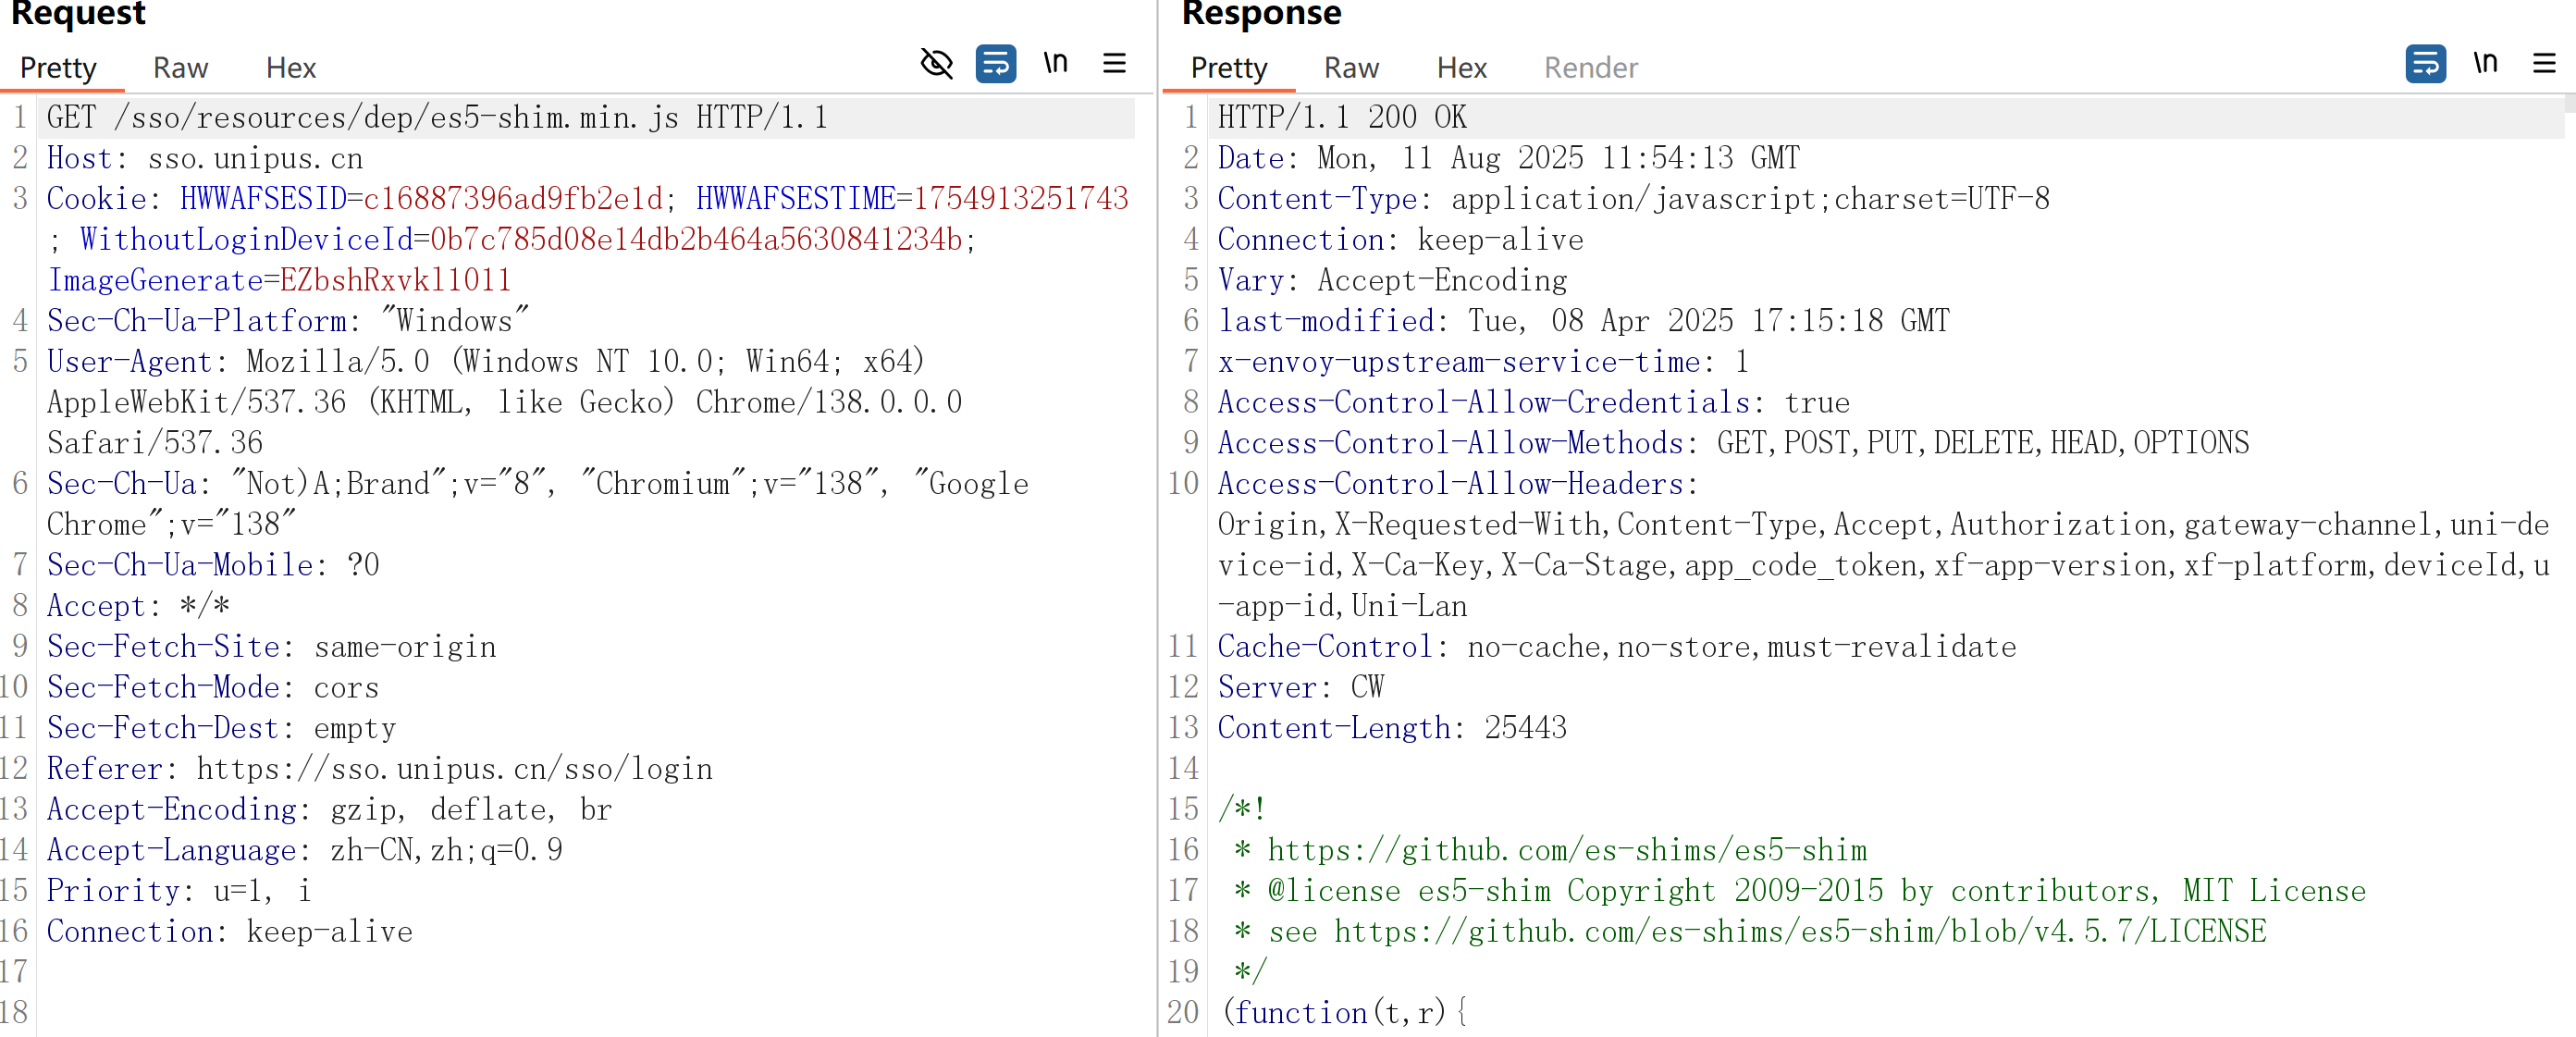 Request
Pretty Raw Hex \n
1 GET /sso/resources/dep/es5-shim.min.js HTTP/1.1
2 Host: sso.unipus.cn
3 Cookie: HWWAFSESID=c16887396ad9fb2e1d; HWWAFSESTIME=1754913251743
; WithoutLoginDeviceId=0b7c785d08e14db2b464a5630841234b;
ImageGenerate=EZbshRxvkl1011
4 Sec-Ch-Ua-Platform: "Windows"
5 User-Agent: Mozilla/5.0 (Windows NT 10.0; Win64; x64)
AppleWebKit/537.36 (KHTML, like Gecko) Chrome/138.0.0.0
Safari/537.36
6 Sec-Ch-Ua: "Not)A;Brand";v="8", "Chromium";v="138", "Google
Chrome";v="138"
7 Sec-Ch-Ua-Mobile: ?0
8 Accept: */*
9 Sec-Fetch-Site: same-origin
10 Sec-Fetch-Mode: cors
11 Sec-Fetch-Dest: empty
12 Referer: https://sso.unipus.cn/sso/login
13 Accept-Encoding: gzip, deflate, br
14 Accept-Language: zh-CN,zh;q=0.9
15 Priority: u=1, i
16 Connection: keep-alive
17
18
Response
Pretty Raw Hex Render \n
1 HTTP/1.1 200 OK
2 Date: Mon, 11 Aug 2025 11:54:13 GMT
3 Content-Type: application/javascript;charset=UTF-8
4 Connection: keep-alive
5 Vary: Accept-Encoding
6 last-modified: Tue, 08 Apr 2025 17:15:18 GMT
7 x-envoy-upstream-service-time: 1
8 Access-Control-Allow-Credentials: true
9 Access-Control-Allow-Methods: GET,POST,PUT,DELETE,HEAD,OPTIONS
10 Access-Control-Allow-Headers:
Origin,X-Requested-With,Content-Type,Accept,Authorization,gateway-channel,uni-de
vice-id,X-Ca-Key,X-Ca-Stage,app_code_token,xf-app-version,xf-platform,deviceId,u
-app-id,Uni-Lan
11 Cache-Control: no-cache,no-store,must-revalidate
12 Server: CW
13 Content-Length: 25443
14
15 /*!
16 * https://github.com/es-shims/es5-shim
17 * @license es5-shim Copyright 2009-2015 by contributors, MIT License
18 * see https://github.com/es-shims/es5-shim/blob/v4.5.7/LICENSE
19 */
20 (function(t,r){